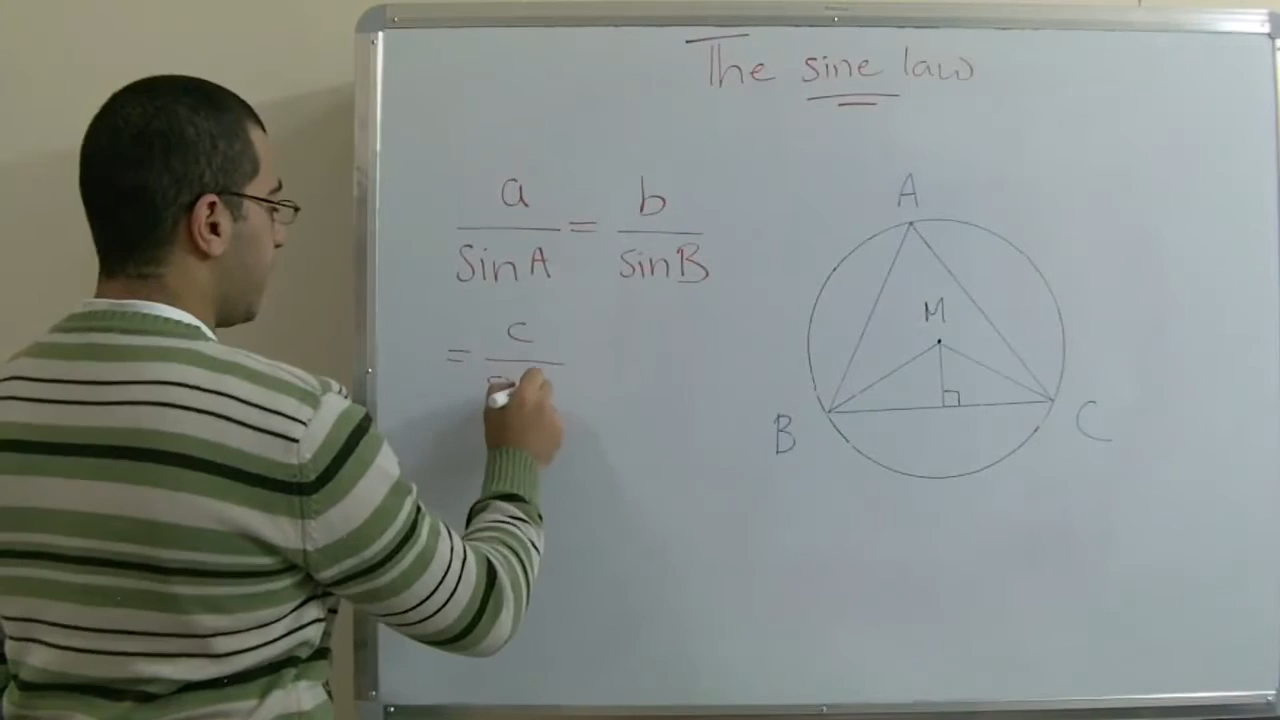 The sine law
a = b
sinA sinB
= c
A
M
B
C